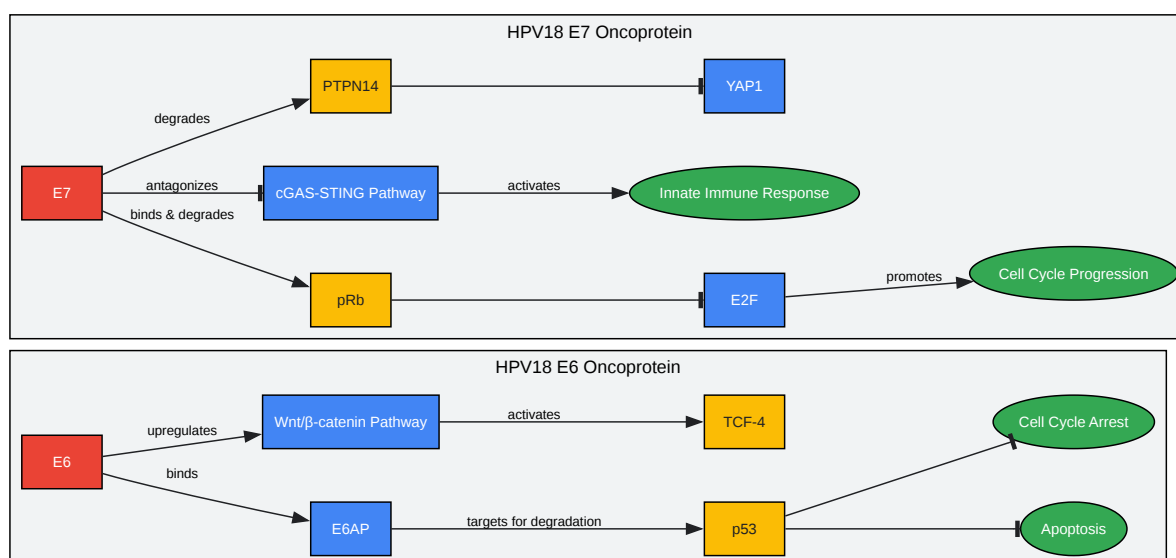 HPV18 E7 Oncoprotein
PTPN14
YAP1
degrades
E7
antagonizes
cGAS-STING Pathway
activates
Innate Immune Response
binds & degrades
pRb
E2F
promotes
Cell Cycle Progression
HPV18 E6 Oncoprotein
E6
upregulates
Wnt/β-catenin Pathway
activates
TCF-4
Cell Cycle Arrest
binds
E6AP
targets for degradation
p53
Apoptosis